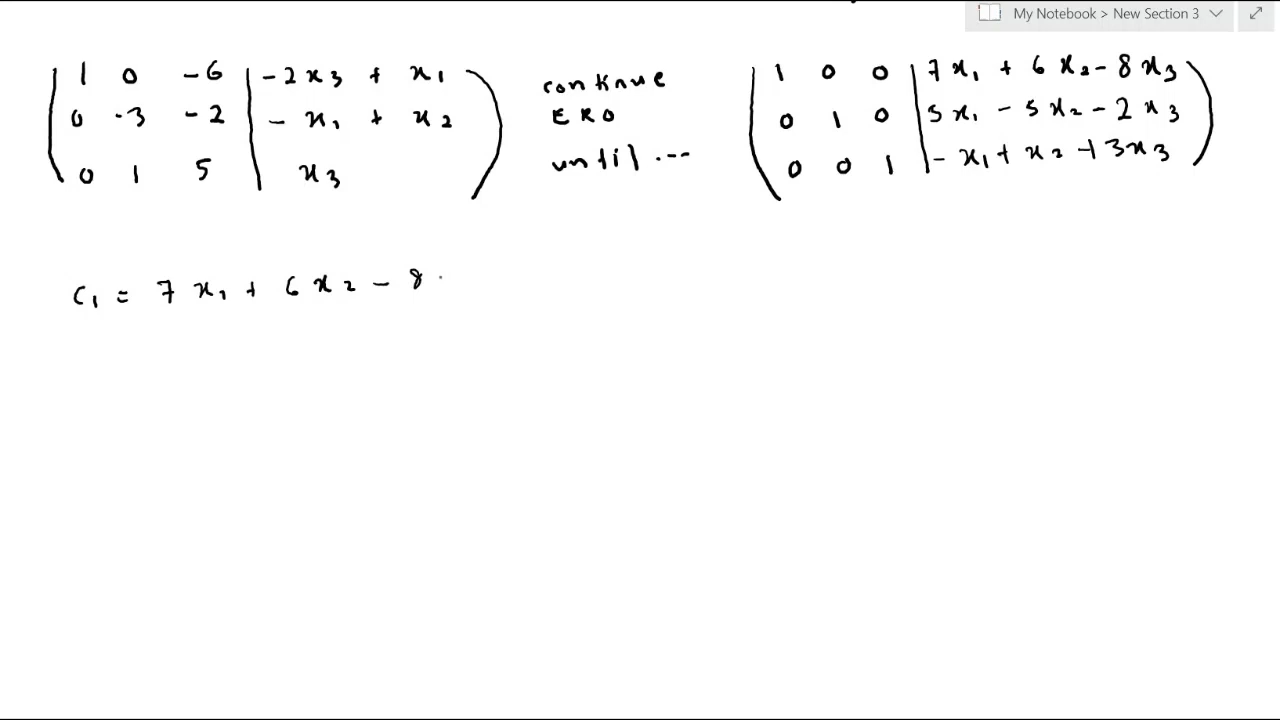 My Notebook > New Section 3
1 0 -6 | -2x3 + x1
0 -3 -2 | - x1 + x2
0 1 5 | x3
continue
ERO
until ...
1 0 0 | 7x1 + 6x2 - 8x3
0 1 0 | 5x1 - 5x2 - 2x3
0 0 1 | - x1 + x2 + 3x3
c1 = 7x1 + 6x2 - 8